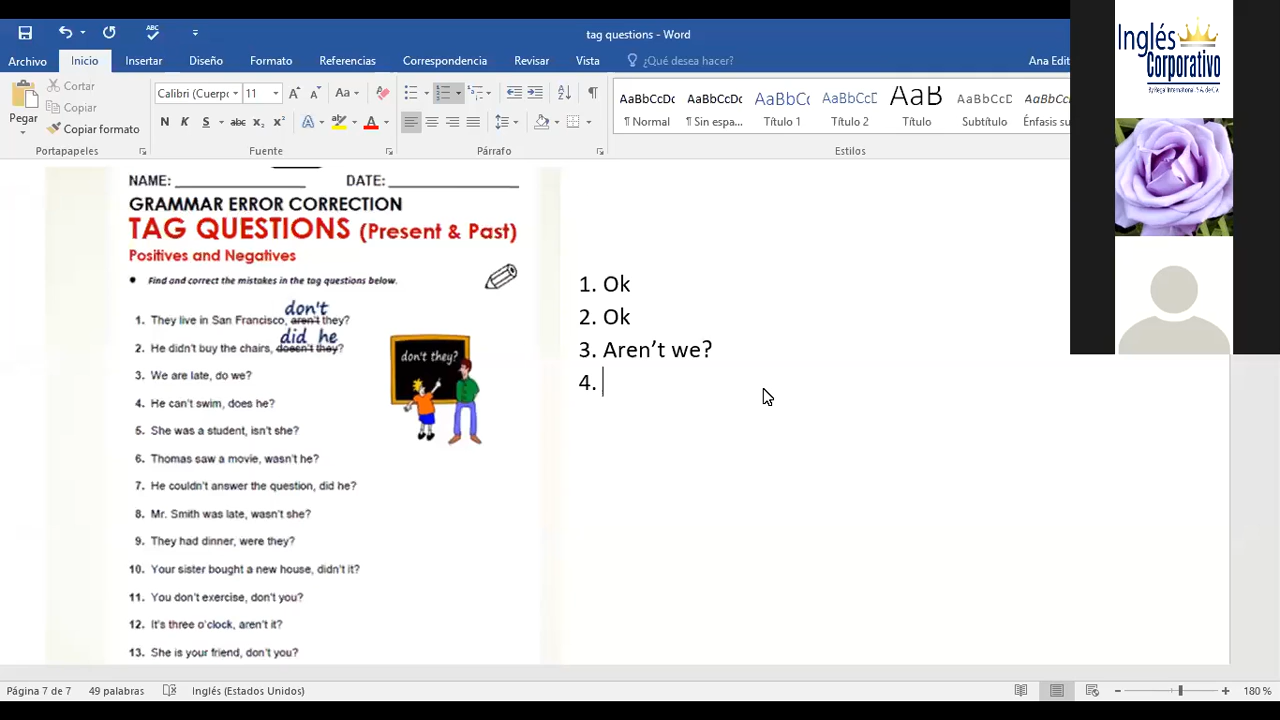 tag questions - Word
Archivo Inicio Insertar Diseño Formato Referencias Correspondencia Revisar Vista ¿Qué desea hacer? Ana Edit
Pegar
Cortar
Copiar
Copiar formato
Calibri (Cuerpo 11
N K S abc x₂ x² A A
AaBbCcDc AaBbCcDc AaBbCc AaBbCcD AaB AaBbCcD AaBbCcDc
¶ Normal ¶ Sin espa... Título 1 Título 2 Título Subtítulo Énfasis su
Portapapeles Fuente Párrafo Estilos
Inglés
Corporativo
NAME: DATE:
GRAMMAR ERROR CORRECTION
TAG QUESTIONS (Present & Past)
Positives and Negatives
Find and correct the mistakes in the tag questions below.
don't
1. They live in San Francisco, aren't they?
did he
2. He didn't buy the chairs, doesn't they?
3. We are late, do we?
4. He can't swim, does he?
5. She was a student, isn't she?
6. Thomas saw a movie, wasn't he?
7. He couldn't answer the question, did he?
8. Mr. Smith was late, wasn't she?
9. They had dinner, were they?
10. Your sister bought a new house, didn't it?
11. You don't exercise, don't you?
12. It's three o'clock, aren't it?
13. She is your friend, don't you?
don't they?
1. Ok
2. Ok
3. Aren’t we?
4.
Página 7 de 7 49 palabras Inglés (Estados Unidos) 180 %